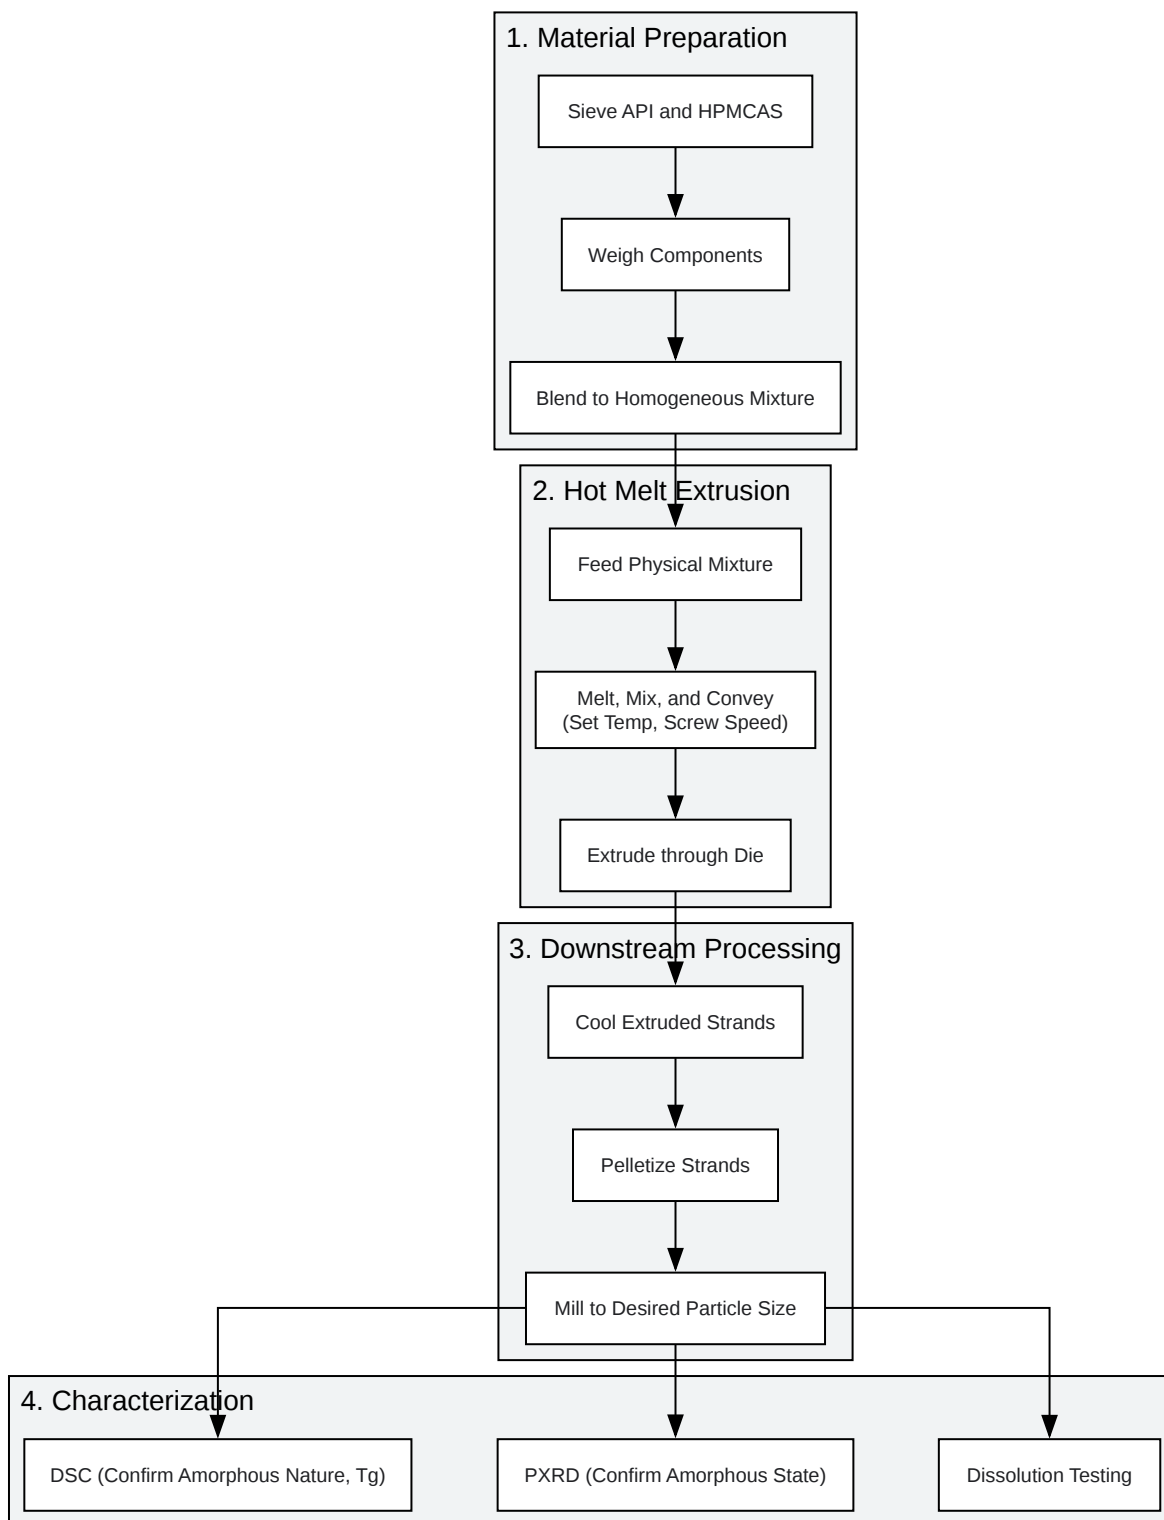 1. Material Preparation
Sieve API and HPMCAS
Weigh Components
Blend to Homogeneous Mixture
2. Hot Melt Extrusion
Feed Physical Mixture
Melt, Mix, and Convey
(Set Temp, Screw Speed)
Extrude through Die
3. Downstream Processing
Cool Extruded Strands
Pelletize Strands
Mill to Desired Particle Size
4. Characterization
DSC (Confirm Amorphous Nature, Tg)
PXRD (Confirm Amorphous State)
Dissolution Testing